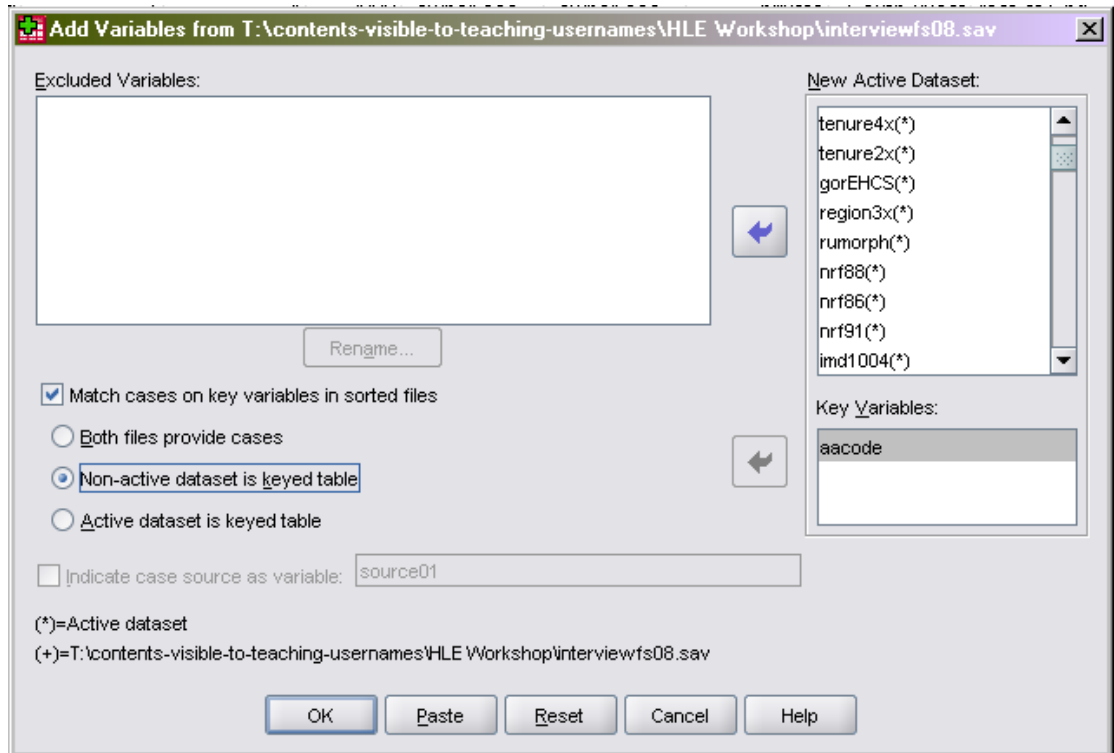 Add Variables from T:\contents-visible-to-teaching-usernames\HLE Workshop\interviewfs08.sav
Excluded Variables:
Rename...
Match cases on key variables in sorted files
Both files provide cases
Non-active dataset is keyed table
Active dataset is keyed table
Indicate case source as variable: source01
(*)=Active dataset
(+)=T:\contents-visible-to-teaching-usernames\HLE Workshop\interviewfs08.sav
New Active Dataset:
tenure4x(*)
tenure2x(*)
gorEHCS(*)
region3x(*)
rumorph(*)
nrf88(*)
nrf86(*)
nrf91(*)
imd1004(*)
Key Variables:
aacode
OK Paste Reset Cancel Help